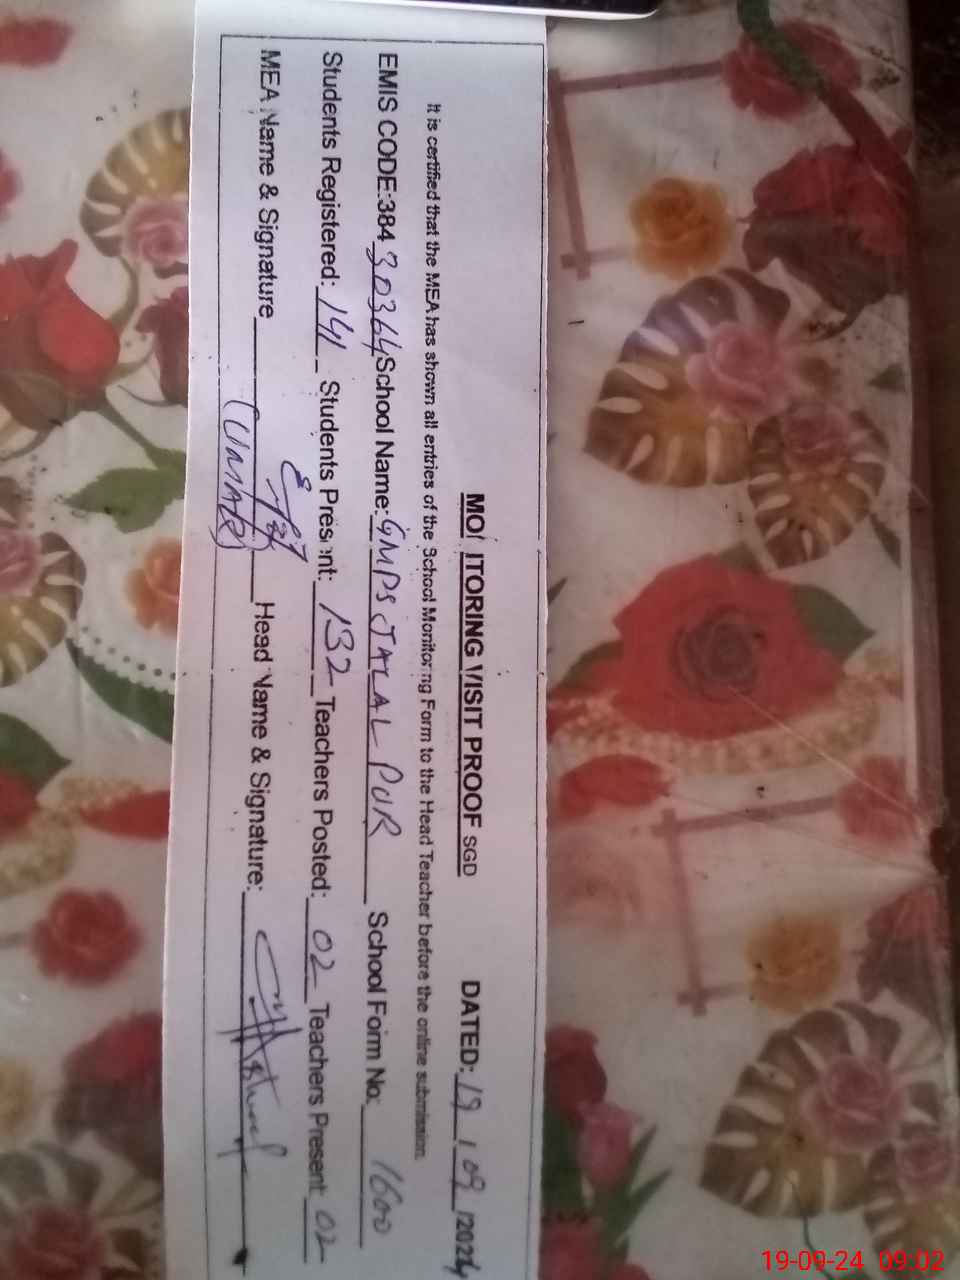 MONITORING VISIT PROOF SGD DATED: 19/09/2024
It is certified that the MEA has shown all entries of the School Monitoring Form to the Head Teacher before the online submission.
EMIS CODE:38430364 School Name: GMPS JALAL PUR School Form No: 1600
Students Registered: 141 Students Present: 132 Teachers Posted: 02 Teachers Present 02
MEA Name & Signature (UMAR) Head Name & Signature:
19-09-24 09:02